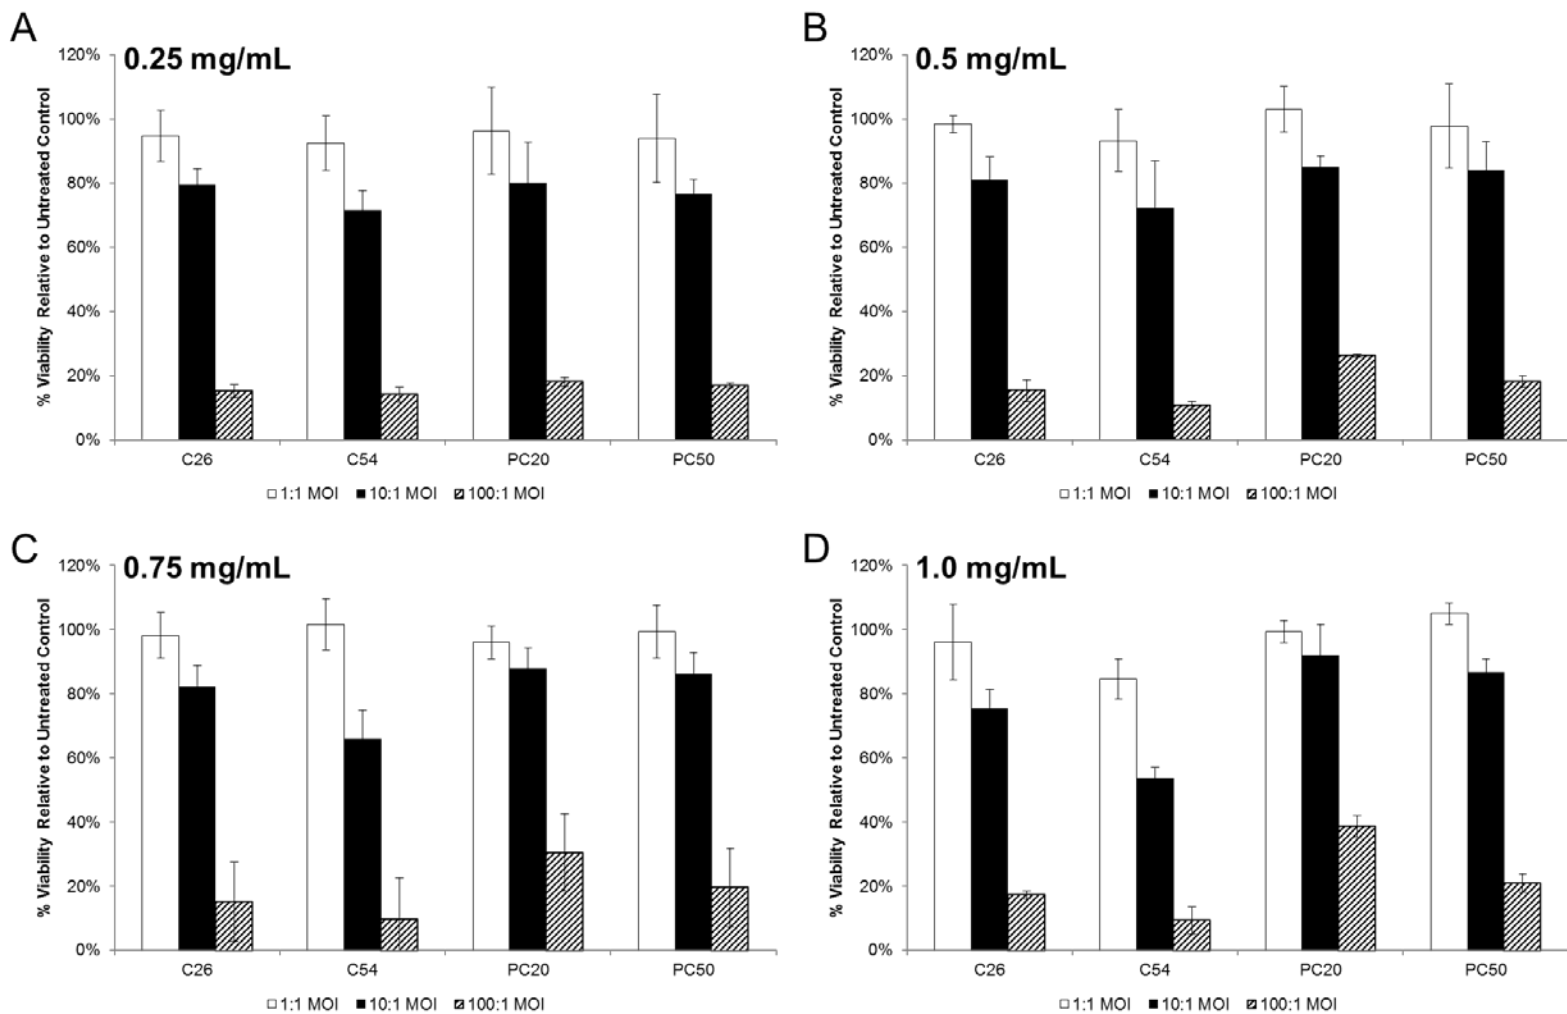 A
0.25 mg/mL
% Viability Relative to Untreated Control
120%
100%
80%
60%
40%
20%
0%
C26 C54 PC20 PC50
1:1 MOI 10:1 MOI 100:1 MOI
B
0.5 mg/mL
% Viability Relative to Untreated Control
120%
100%
80%
60%
40%
20%
0%
C26 C54 PC20 PC50
1:1 MOI 10:1 MOI 100:1 MOI
C
0.75 mg/mL
% Viability Relative to Untreated Control
120%
100%
80%
60%
40%
20%
0%
C26 C54 PC20 PC50
1:1 MOI 10:1 MOI 100:1 MOI
D
1.0 mg/mL
% Viability Relative to Untreated Control
120%
100%
80%
60%
40%
20%
0%
C26 C54 PC20 PC50
1:1 MOI 10:1 MOI 100:1 MOI